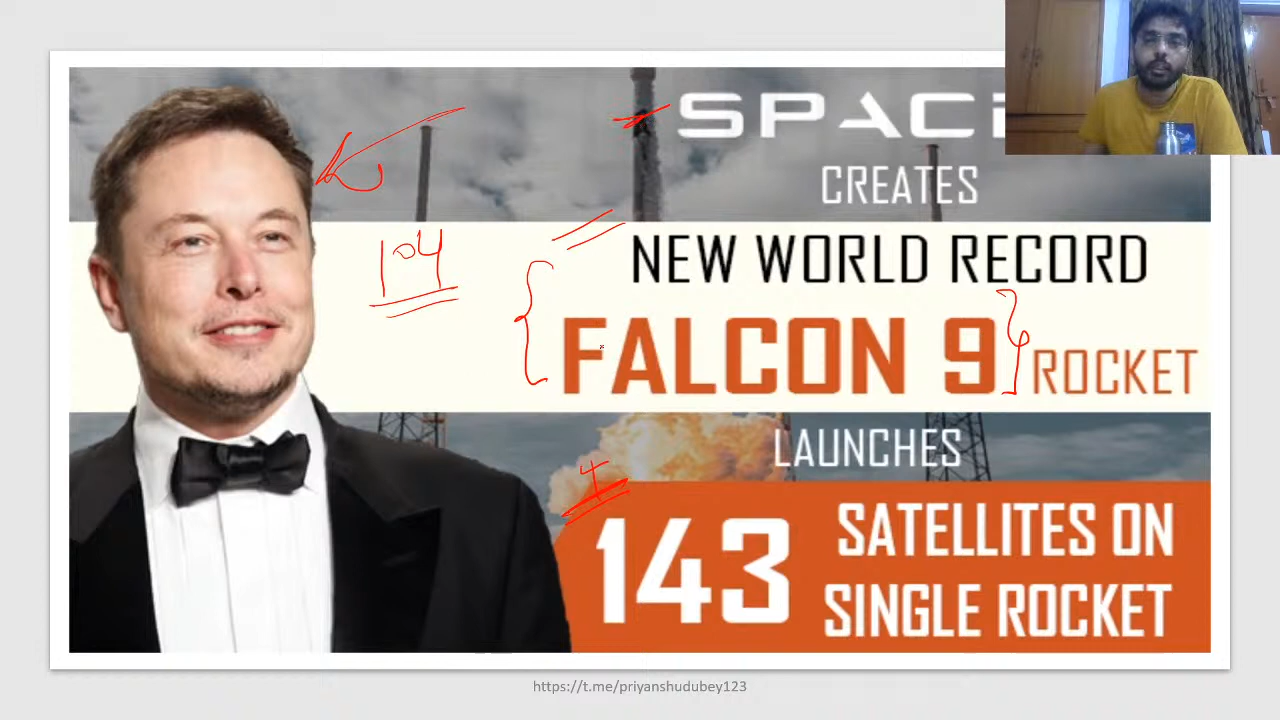 SPAC
CREATES
104
NEW WORLD RECORD
FALCON 9 ROCKET
LAUNCHES
143 SATELLITES ON
SINGLE ROCKET
https://t.me/priyanshudubey123